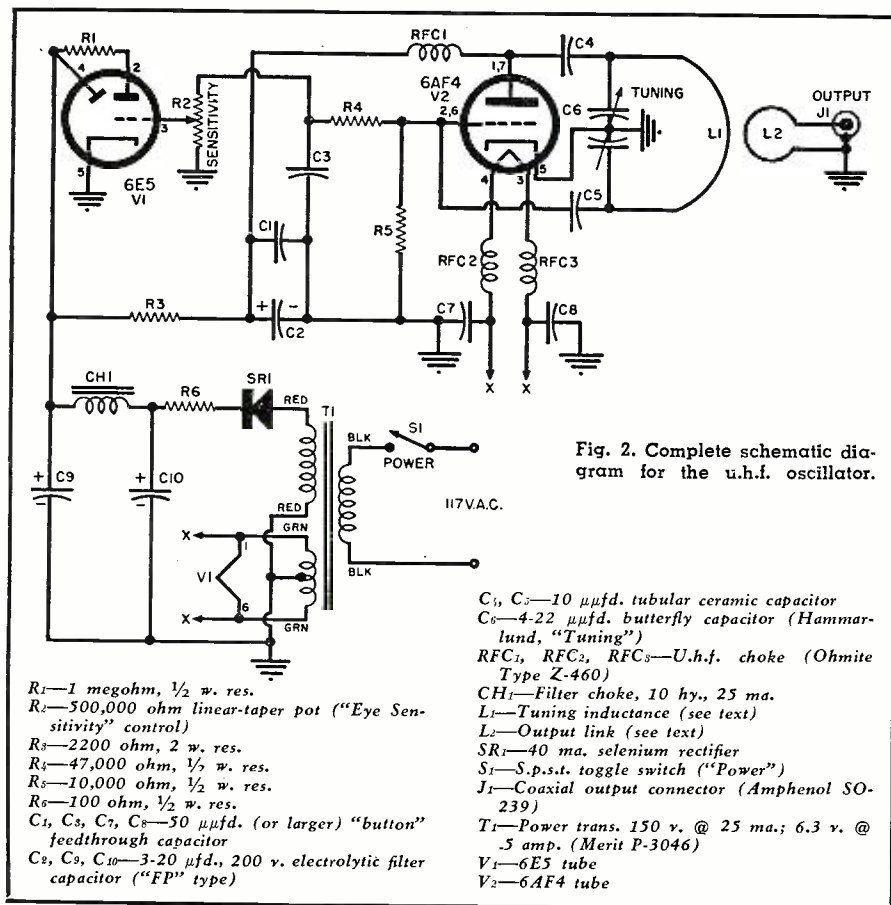 R1
4
2
R2
SENSITIVITY
3
5
6E5
V1
RFC1
6AF4
V2
1,7
2,6
C4
C6
TUNING
L1
L2
OUTPUT
J1
R4
C3
C1
R5
4
3
5
C5
RFC2
RFC3
R3
+
-
C2
C7
C8
X
X
CH1
R6
SR1
RED
T1
RED
GRN
GRN
BLK
BLK
S1
POWER
117V.A.C.
+
-
C9
+
-
C10
X
1
V1
6
X
Fig. 2. Complete schematic dia-
gram for the u.h.f. oscillator.
R1—1 megohm, ½ w. res.
R2—500,000 ohm linear-taper pot ("Eye Sen-
sitivity" control)
R3—2200 ohm, 2 w. res.
R4—47,000 ohm, ½ w. res.
R5—10,000 ohm, ½ w. res.
R6—100 ohm, ½ w. res.
C1, C3, C7, C8—50 μμfd. (or larger) "button"
feedthrough capacitor
C2, C9, C10—3-20 μfd., 200 v. electrolytic filter
capacitor ("FP" type)
C4, C5—10 μμfd. tubular ceramic capacitor
C6—4-22 μμfd. butterfly capacitor (Hammar-
lund, "Tuning")
RFC1, RFC2, RFC3—U.h.f. choke (Ohmite
Type Z-460)
CH1—Filter choke, 10 hy., 25 ma.
L1—Tuning inductance (see text)
L2—Output link (see text)
SR1—40 ma. selenium rectifier
S1—S.p.s.t. toggle switch ("Power")
J1—Coaxial output connector (Amphenol SO-
239)
T1—Power trans. 150 v. @ 25 ma.; 6.3 v. @
.5 amp. (Merit P-3046)
V1—6E5 tube
V2—6AF4 tube